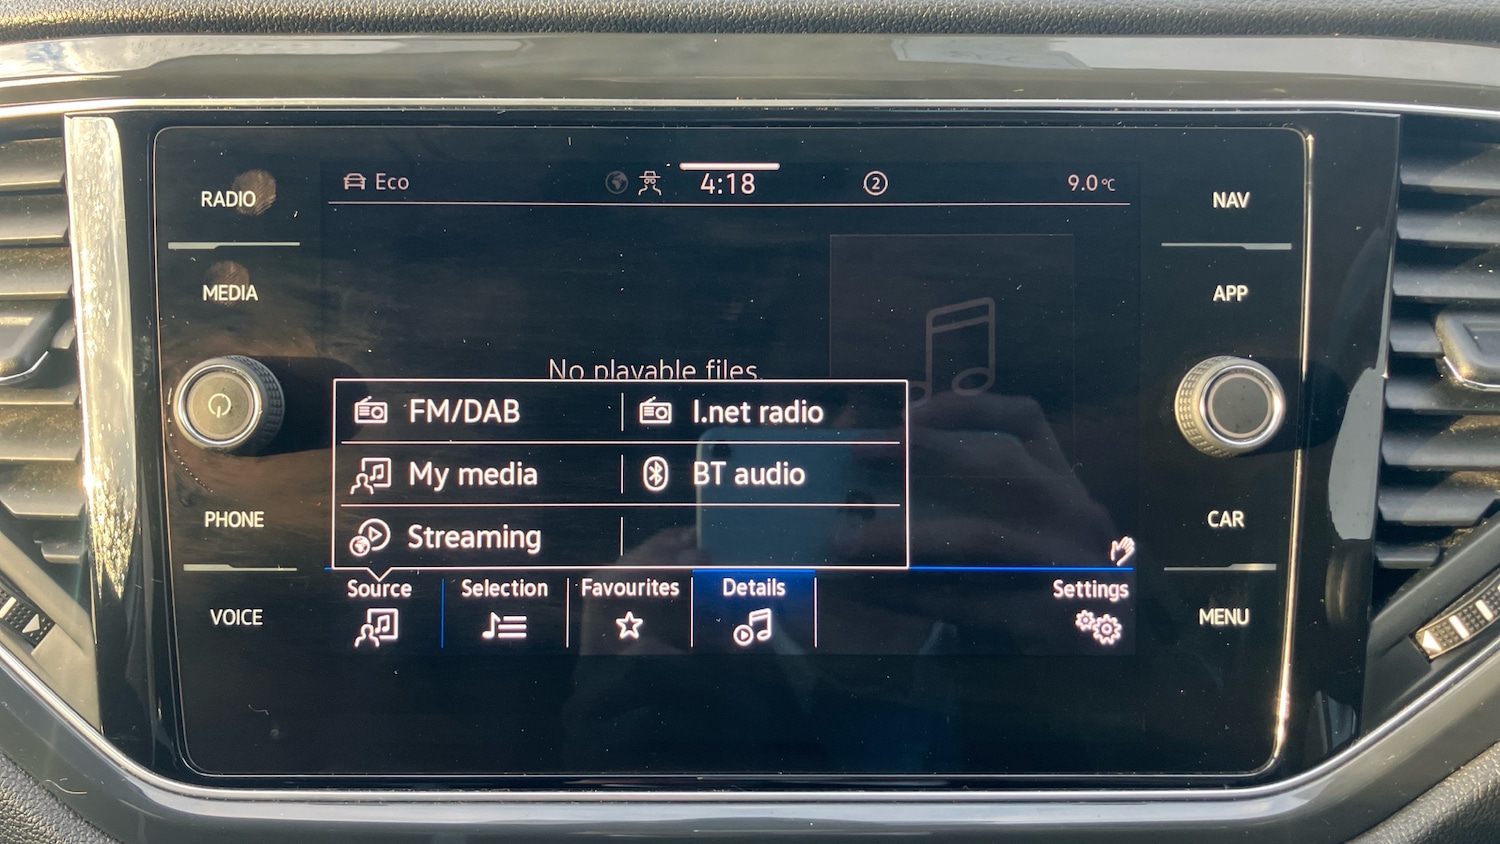 RADIO
MEDIA
PHONE
VOICE
Eco
4:18
2
9.0°C
No playable files.
FM/DAB
I.net radio
My media
BT audio
Streaming
Source
Selection
Favourites
Details
Settings
NAV
APP
CAR
MENU